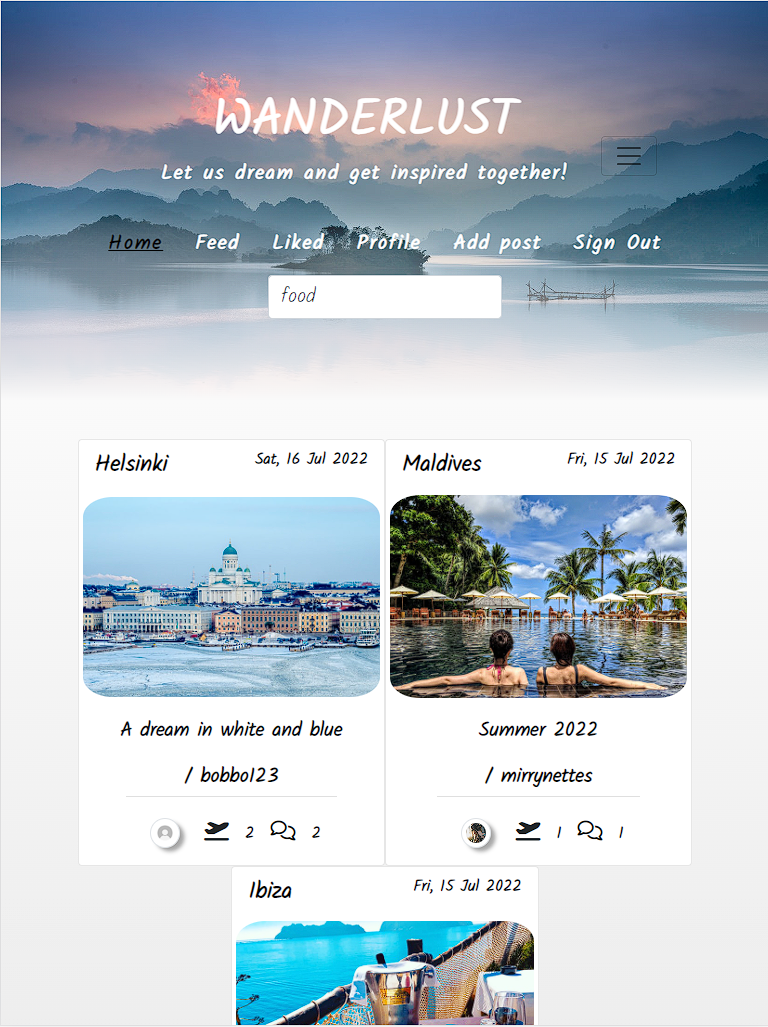 WANDERLUST
Let us dream and get inspired together!
Home Feed Liked Profile Add post Sign Out
food
Helsinki Sat, 16 Jul 2022
A dream in white and blue
/ bobbo123
2 2
Maldives Fri, 15 Jul 2022
Summer 2022
/ mirrynettes
1 1
Ibiza Fri, 15 Jul 2022